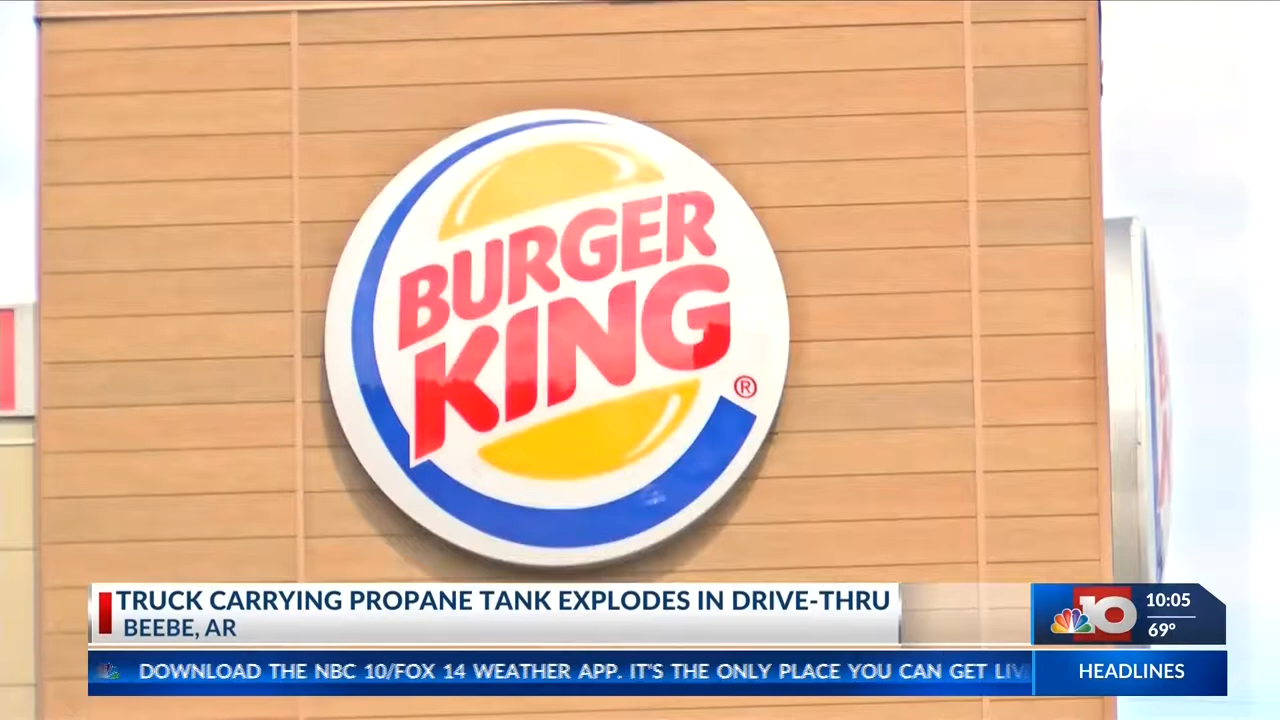 BURGER
KING
®
TRUCK CARRYING PROPANE TANK EXPLODES IN DRIVE-THRU
BEEBE, AR
10
10:05
69°
DOWNLOAD THE NBC 10/FOX 14 WEATHER APP. IT'S THE ONLY PLACE YOU CAN GET
HEADLINES